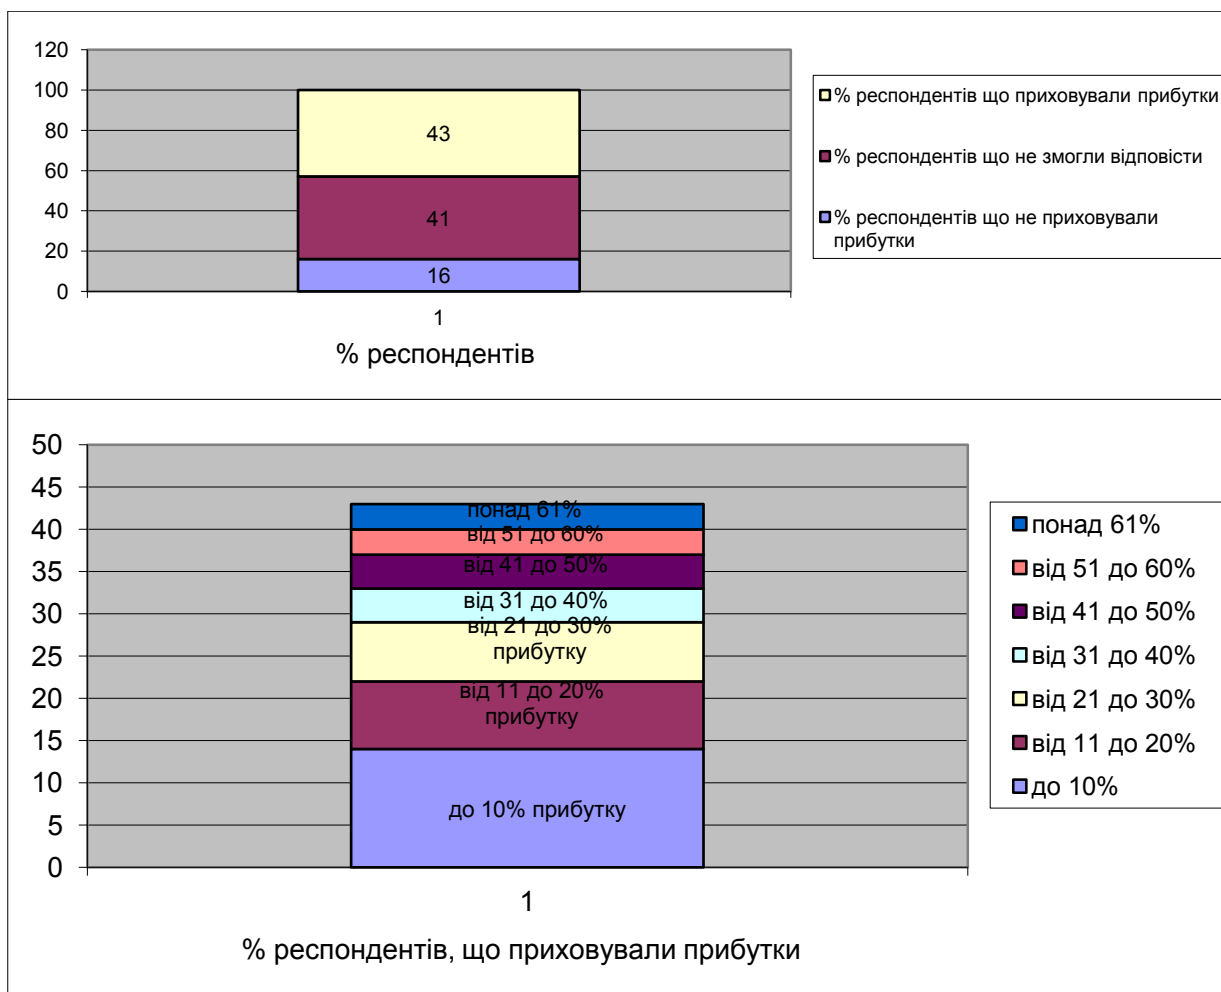 120
100
80
60
40
20
0
43
41
16
1
% респондентів
% респондентів що приховували прибутки
% респондентів що не змогли відповісти
% респондентів що не приховували
прибутки
50
45
40
35
30
25
20
15
10
5
0
понад 61%
від 51 до 60%
від 41 до 50%
від 31 до 40%
від 21 до 30%
прибутку
від 11 до 20%
прибутку
до 10% прибутку
1
% респондентів, що приховували прибутки
понад 61%
від 51 до 60%
від 41 до 50%
від 31 до 40%
від 21 до 30%
від 11 до 20%
до 10%